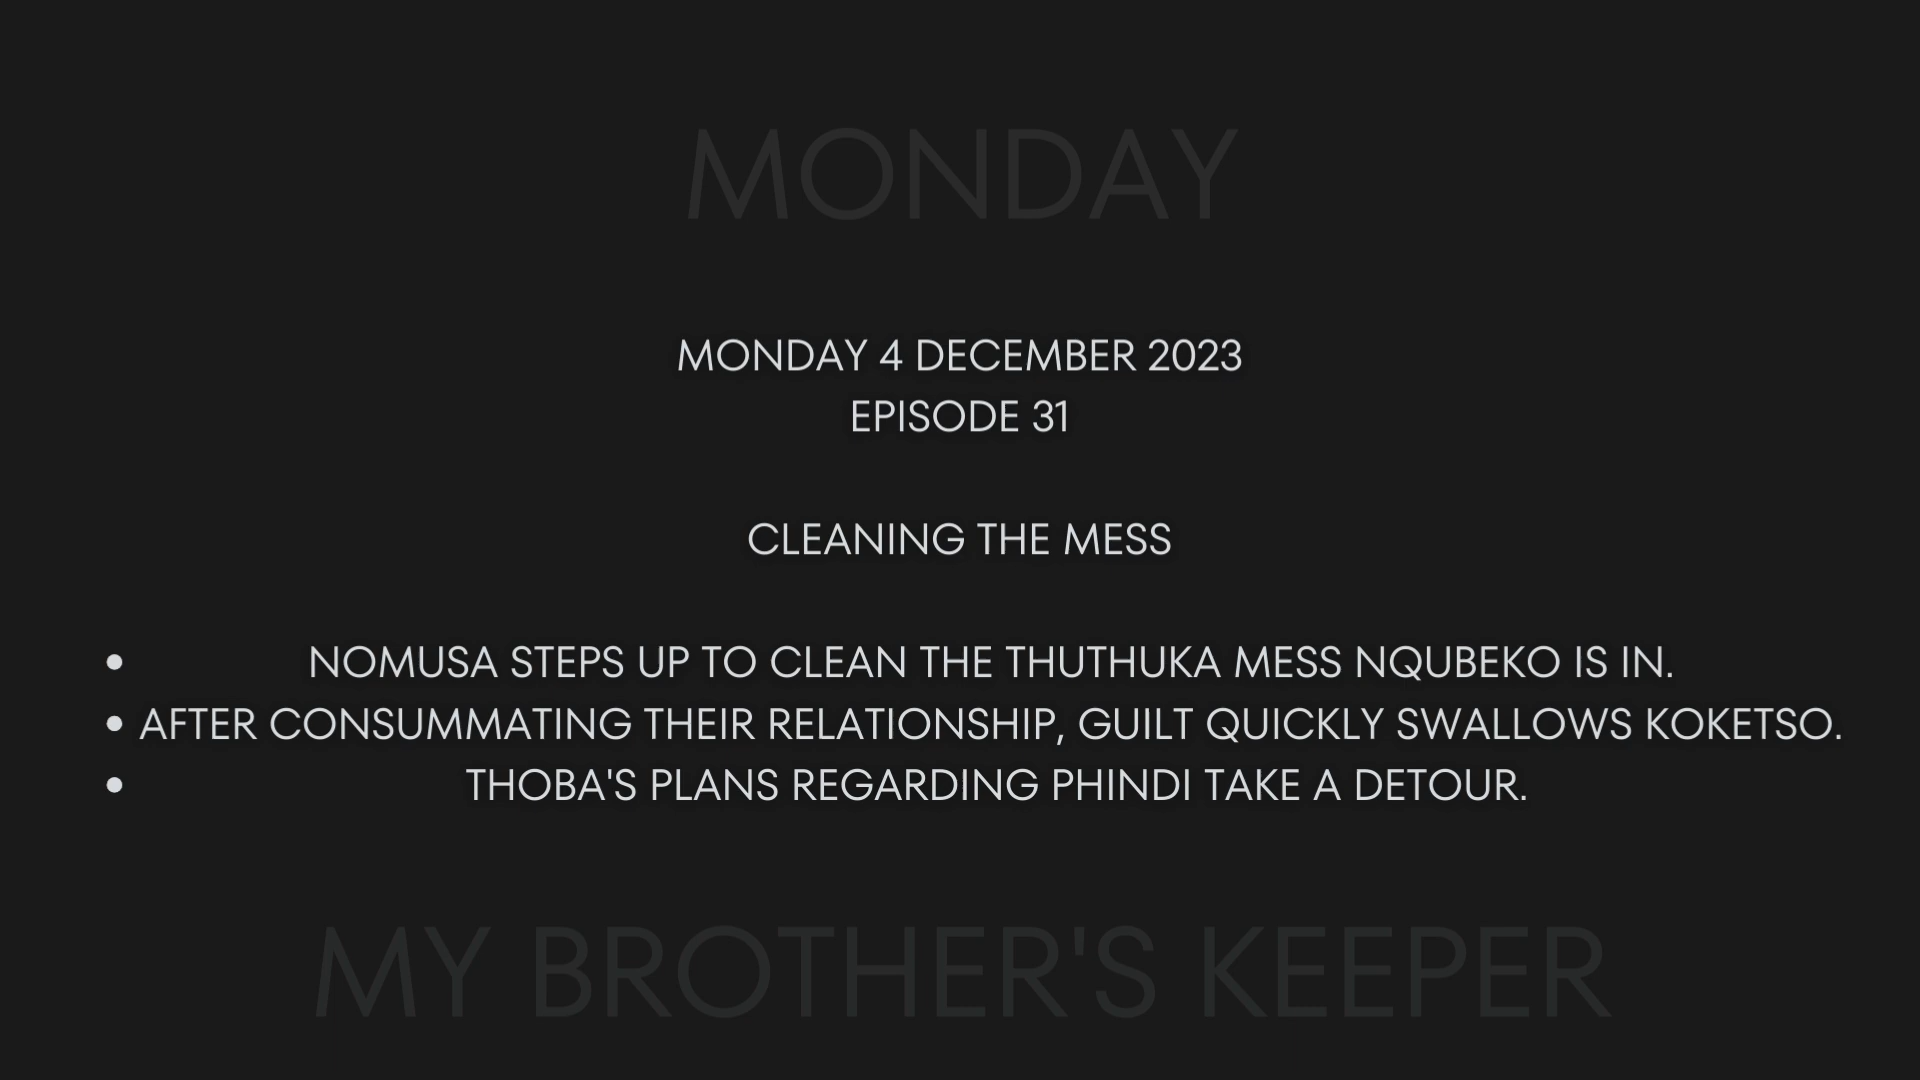 MONDAY
MONDAY 4 DECEMBER 2023
EPISODE 31
CLEANING THE MESS
• NOMUSA STEPS UP TO CLEAN THE THUTHUKA MESS NQUBEKO IS IN.
• AFTER CONSUMMATING THEIR RELATIONSHIP, GUILT QUICKLY SWALLOWS KOKETSO.
• THOBA'S PLANS REGARDING PHINDI TAKE A DETOUR.
MY BROTHER'S KEEPER